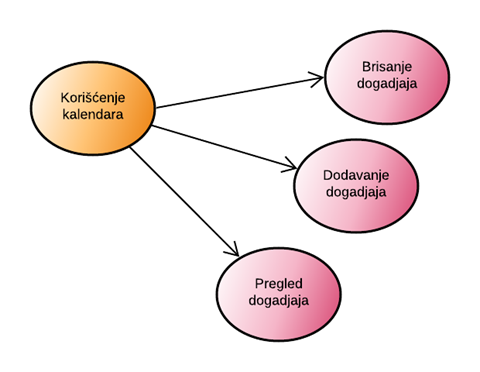 Korišćenje
kalendara
Brisanje
dogadjaja
Dodavanje
dogadjaja
Pregled
dogadjaja